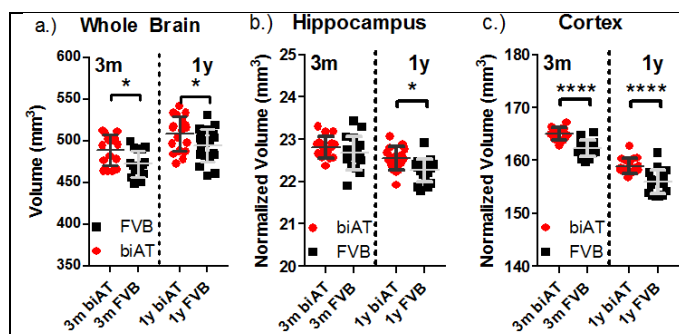 a.) Whole Brain
Volume (mm3)
600
550
500
450
400
350
3m
1y
*
*
FVB
biAT
3m biAT
3m FVB
1y biAT
1y FVB
b.) Hippocampus
Normalized Volume (mm3)
25
24
23
22
21
20
3m
1y
*
biAT
FVB
3m biAT
3m FVB
1y biAT
1y FVB
c.) Cortex
Normalized Volume (mm3)
180
170
160
150
140
3m
1y
****
****
biAT
FVB
3m biAT
3m FVB
1y biAT
1y FVB